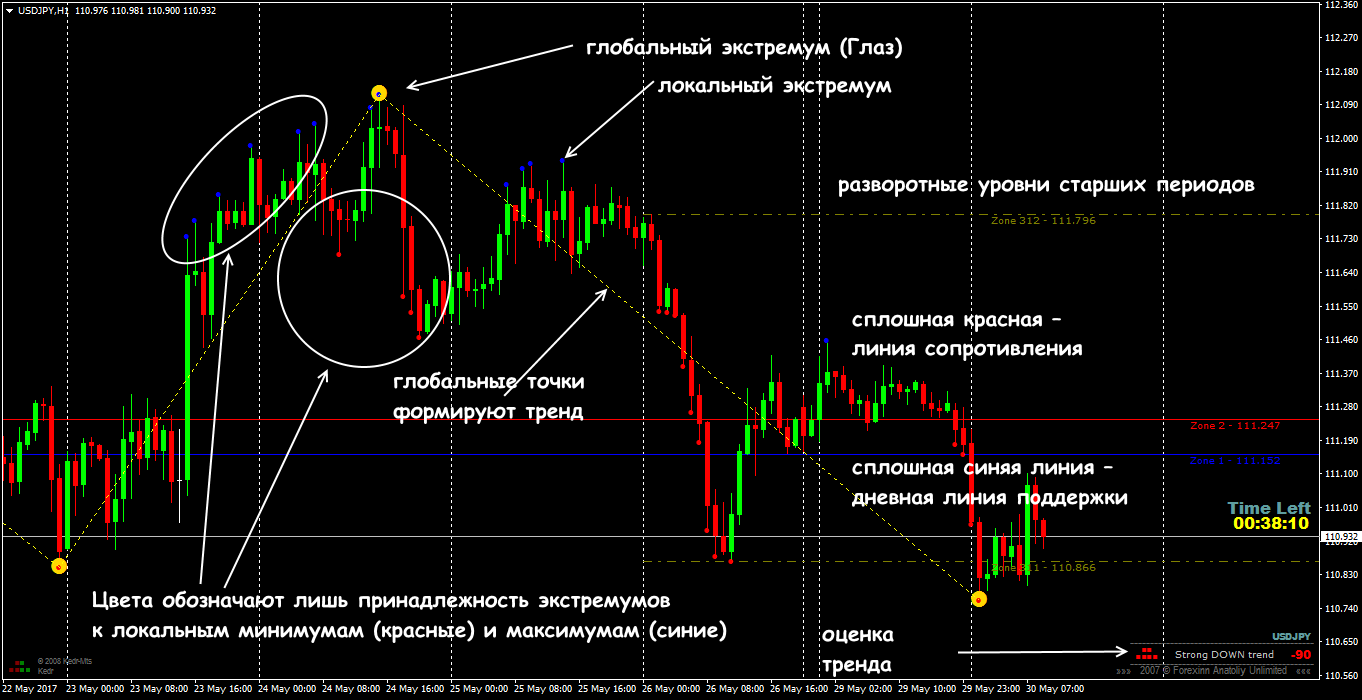 USDJPY,H1 110.976 110.981 110.900 110.932
112.360
112.270
глобальный экстремум (Глаз)
112.180
локальный экстремум
112.090
112.000
111.910
разворотные уровни старших периодов
111.820
Zone 312 - 111.796
111.730
111.640
111.550
сплошная красная -
линия сопротивления
111.460
111.370
глобальные точки
формируют тренд
111.280
Zone 2 - 111.247
111.190
Zone 1 - 111.152
111.100
сплошная синяя линия -
дневная линия поддержки
111.010
Time Left
00:38:10
110.932
Zone 311 - 110.866
110.830
110.740
Цвета обозначают лишь принадлежность экстремумов
к локальным минимумам (красные) и максимумам (синие)
110.650
оценка
тренда
USDJPY
Strong DOWN trend -90
»»» 2007 © Forexinn Anatoliy Unlimited «««
© 2008 Kedr-Mts
Kedr
110.560
22 May 2017 23 May 00:00 23 May 08:00 23 May 16:00 24 May 00:00 24 May 08:00 24 May 16:00 25 May 00:00 25 May 08:00 25 May 16:00 26 May 00:00 26 May 08:00 26 May 16:00 29 May 02:00 29 May 10:00 29 May 23:00 30 May 07:00